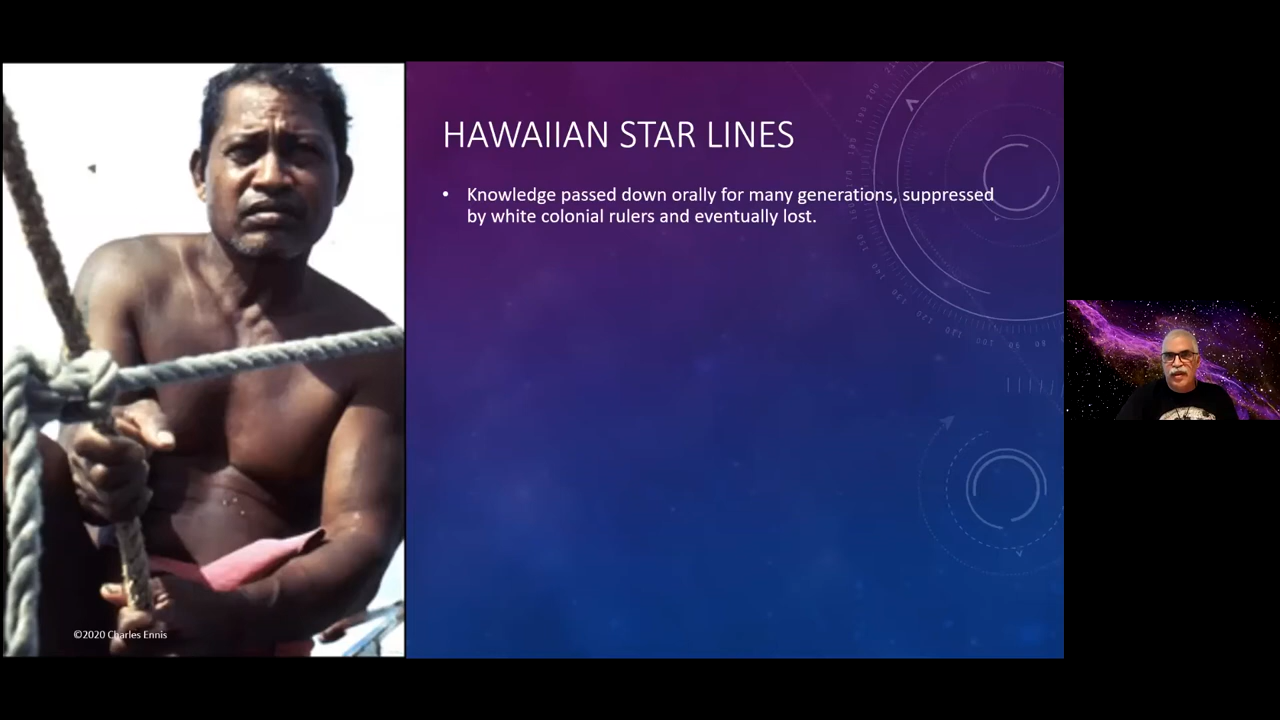 HAWAIIAN STAR LINES
• Knowledge passed down orally for many generations, suppressed
by white colonial rulers and eventually lost.
©2020 Charles Ennis